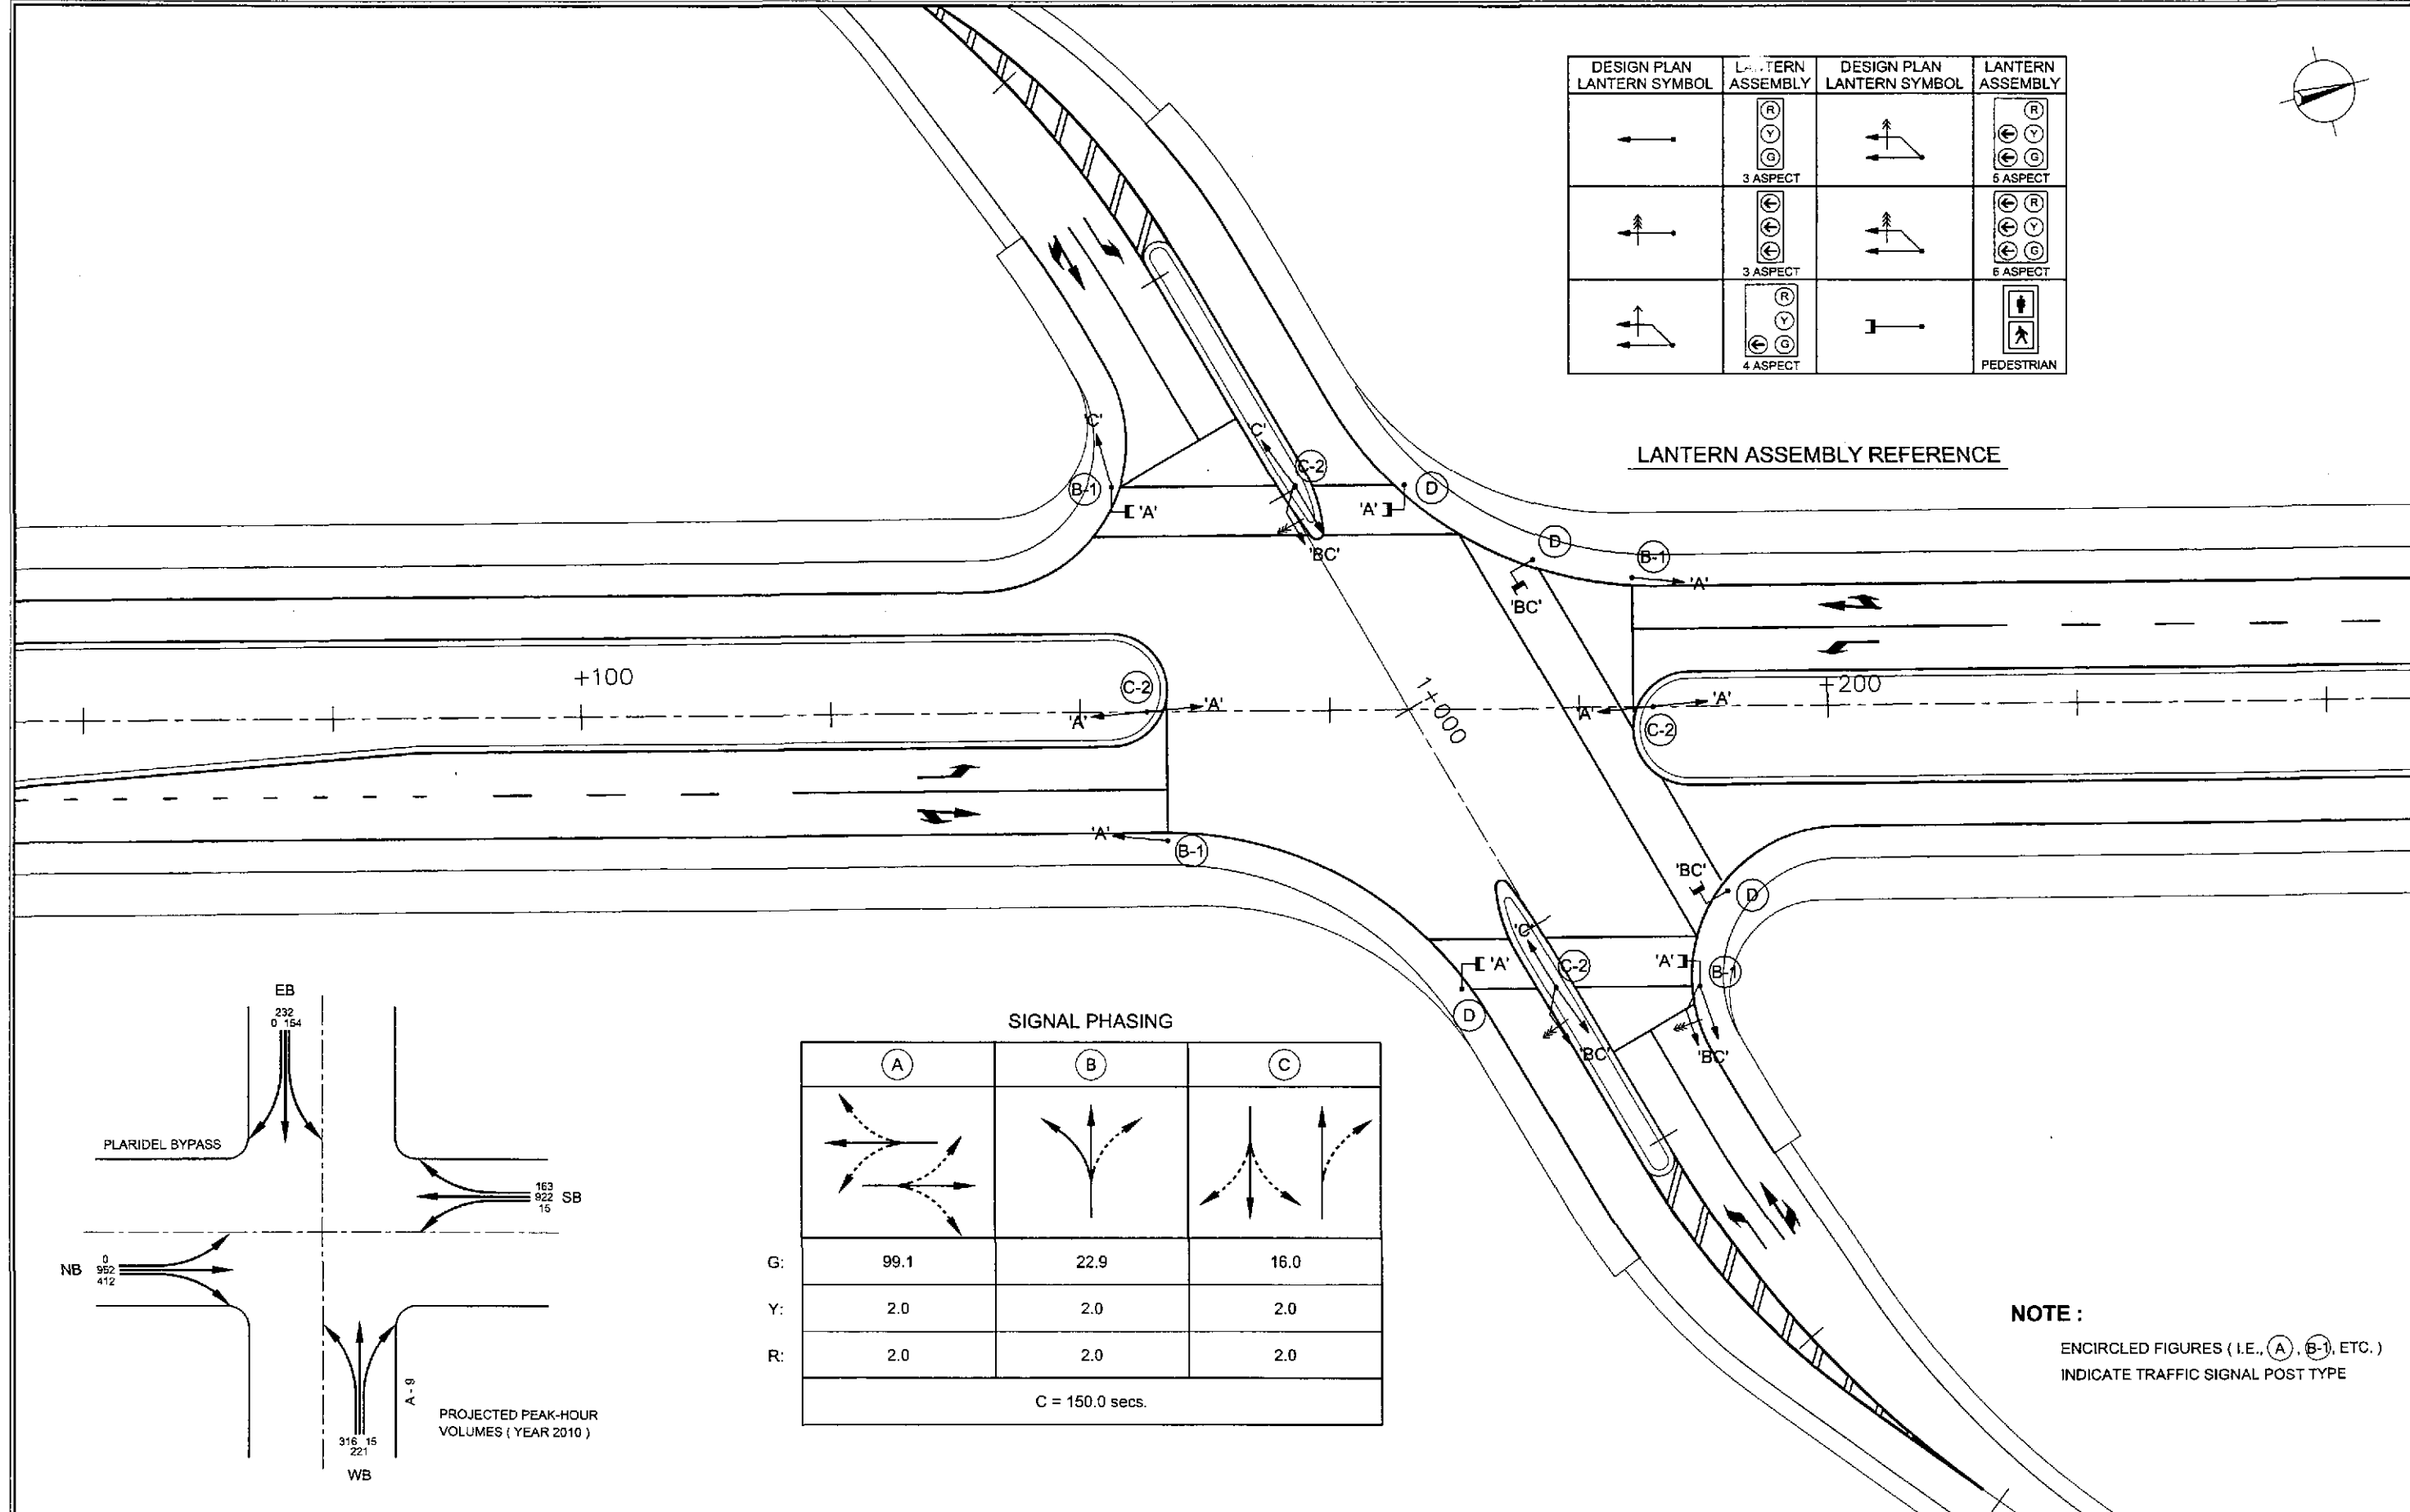 DESIGN PLAN LANTERN SYMBOL
LANTERN ASSEMBLY
DESIGN PLAN LANTERN SYMBOL
LANTERN ASSEMBLY
R
Y
G
3 ASPECT
R
Y
G
5 ASPECT
3 ASPECT
R
Y
G
6 ASPECT
R
Y
G
4 ASPECT
PEDESTRIAN
LANTERN ASSEMBLY REFERENCE
'C'
'C'
C-2
B-1
'A'
'A'
D
'BC'
D
B-1
'A'
'BC'
+100
C-2
'A'
'A'
1+000
'A'
'A'
+200
C-2
'A'
B-1
'BC'
D
'C'
'A'
C-2
'A'
B-1
D
'BC'
'BC'
EB
232
0 154
PLARIDEL BYPASS
163
922 SB
15
0
NB 952
412
A - 9
316 15
221
WB
PROJECTED PEAK-HOUR
VOLUMES ( YEAR 2010 )
SIGNAL PHASING
A B C
G: 99.1 22.9 16.0
Y: 2.0 2.0 2.0
R: 2.0 2.0 2.0
C = 150.0 secs.
NOTE :
ENCIRCLED FIGURES ( I.E., A , B-1, ETC. )
INDICATE TRAFFIC SIGNAL POST TYPE